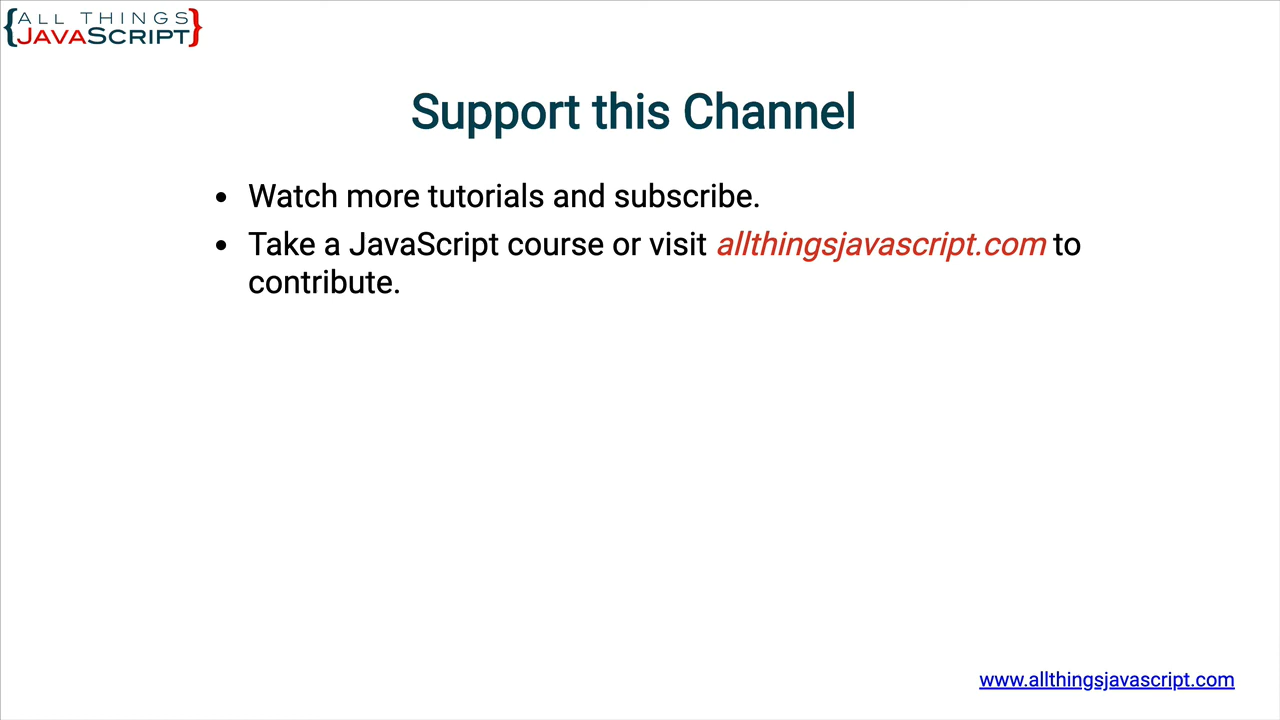 {ALL THINGS
JAVASCRIPT}
Support this Channel
• Watch more tutorials and subscribe.
• Take a JavaScript course or visit allthingsjavascript.com to
contribute.
www.allthingsjavascript.com